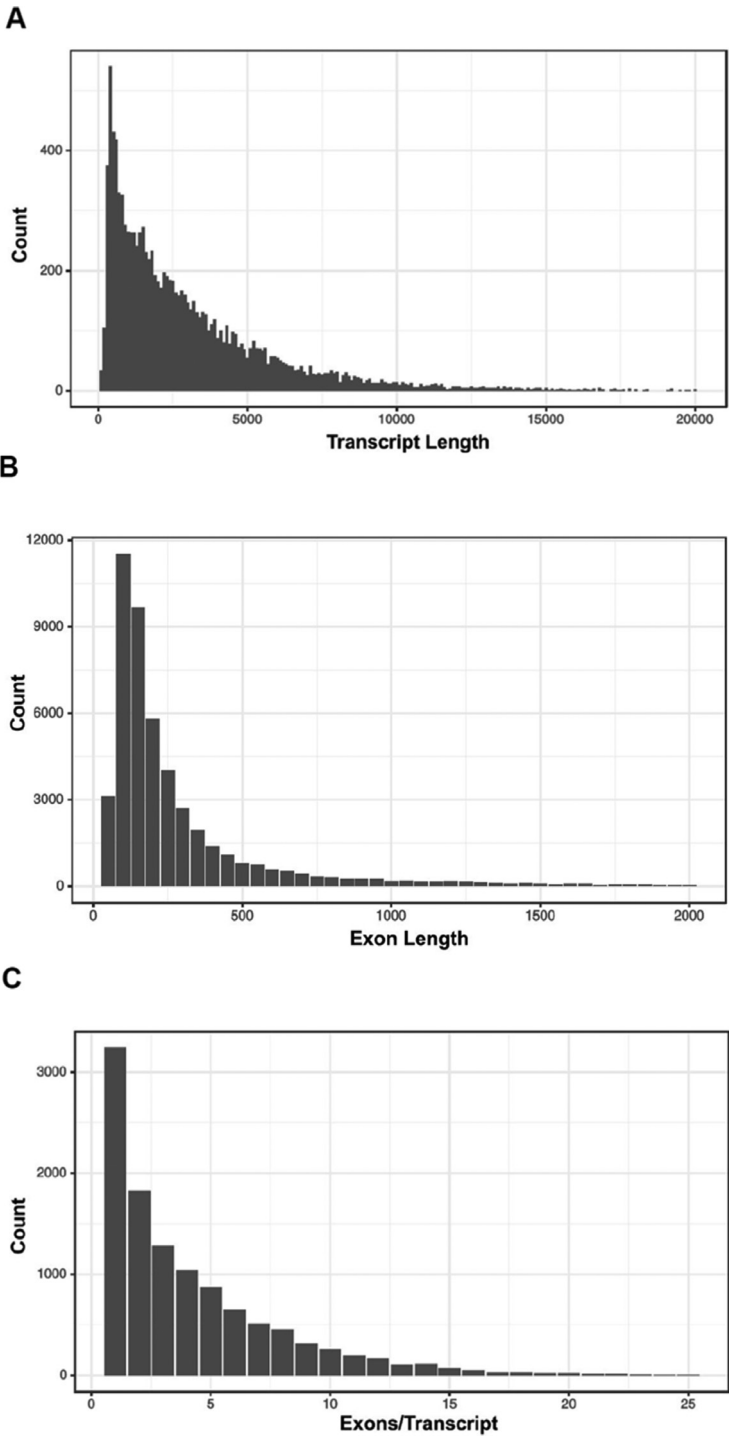 A
Count
400
200
0
0 5000 10000 15000 20000
Transcript Length
B
Count
12000
9000
6000
3000
0
0 500 1000 1500 2000
Exon Length
C
Count
3000
2000
1000
0
0 5 10 15 20 25
Exons/Transcript